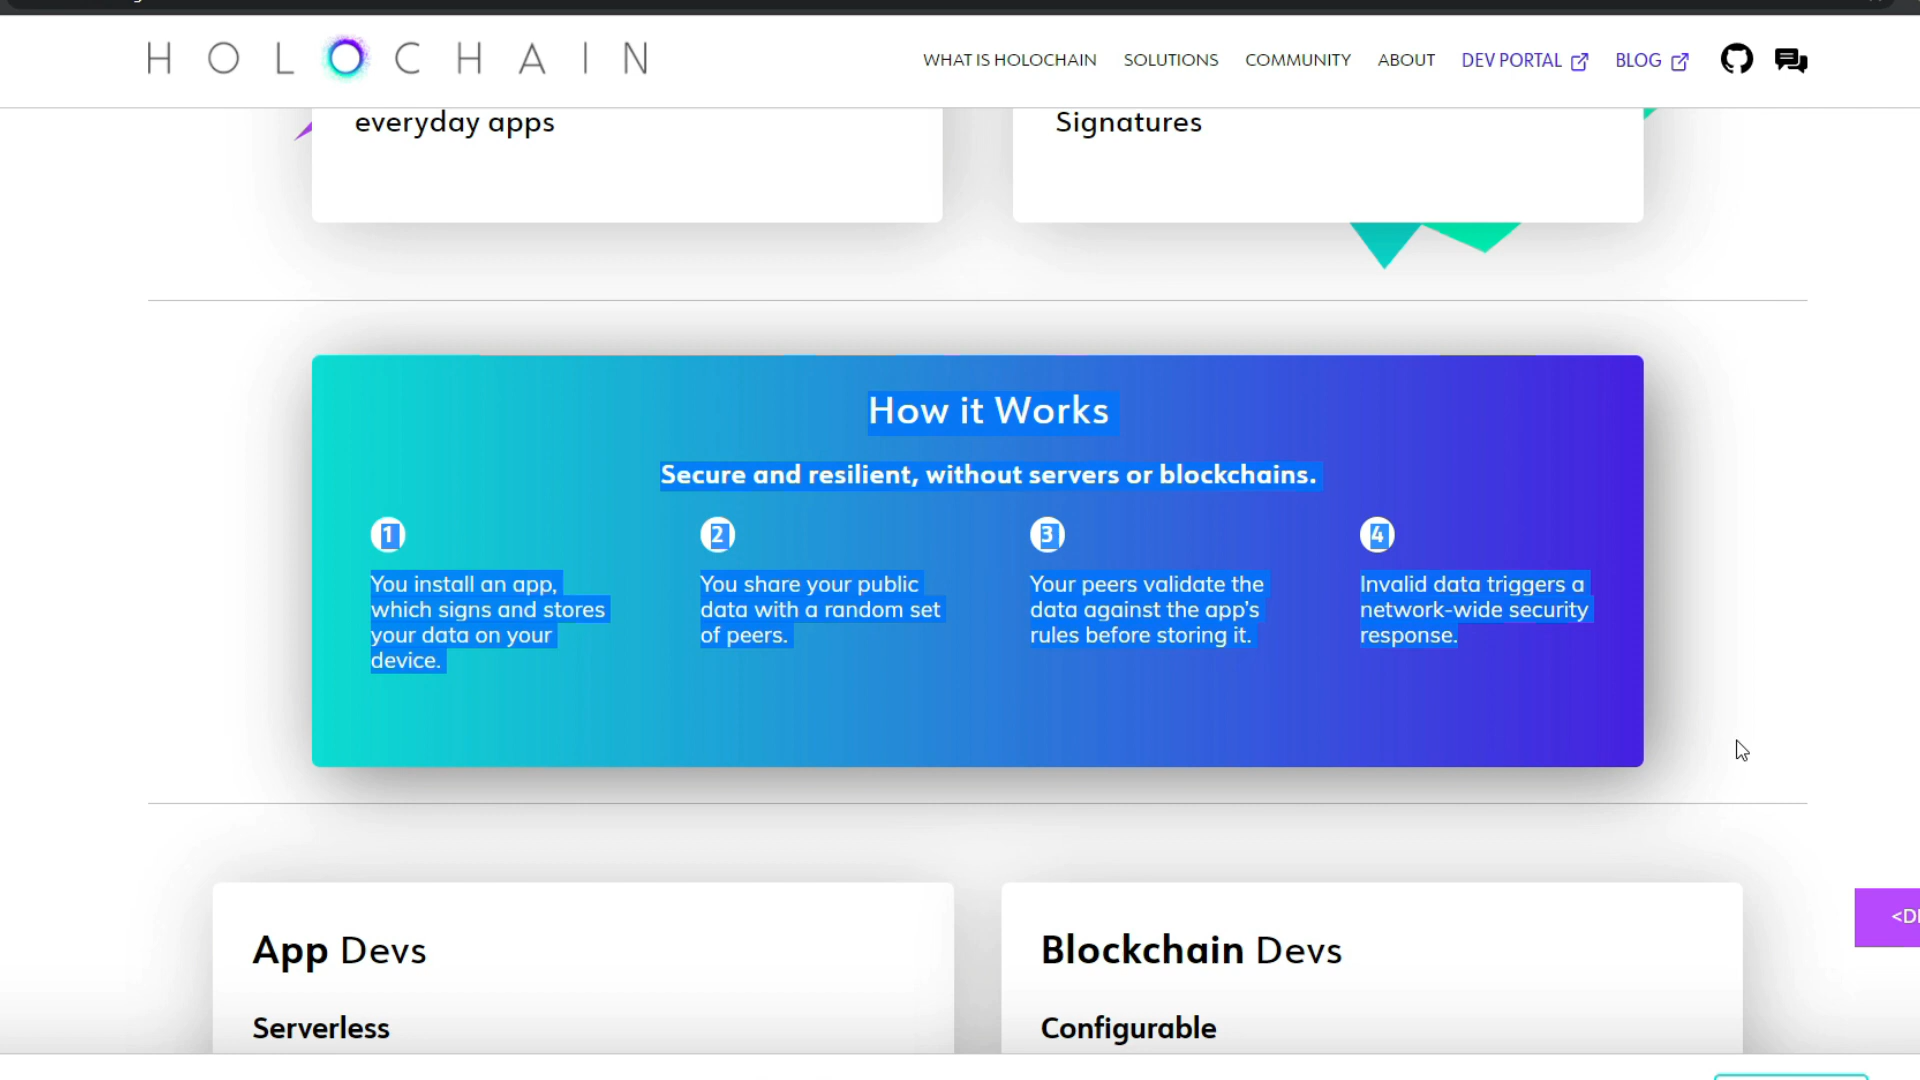 HOLOCHAIN
WHAT IS HOLOCHAIN
SOLUTIONS
COMMUNITY
ABOUT
DEV PORTAL
BLOG
everyday apps
Signatures
How it Works
Secure and resilient, without servers or blockchains.
1
You install an app,
which signs and stores
your data on your
device.
2
You share your public
data with a random set
of peers.
3
Your peers validate the
data against the app's
rules before storing it.
4
Invalid data triggers a
network-wide security
response.
App Devs
Serverless
Blockchain Devs
Configurable